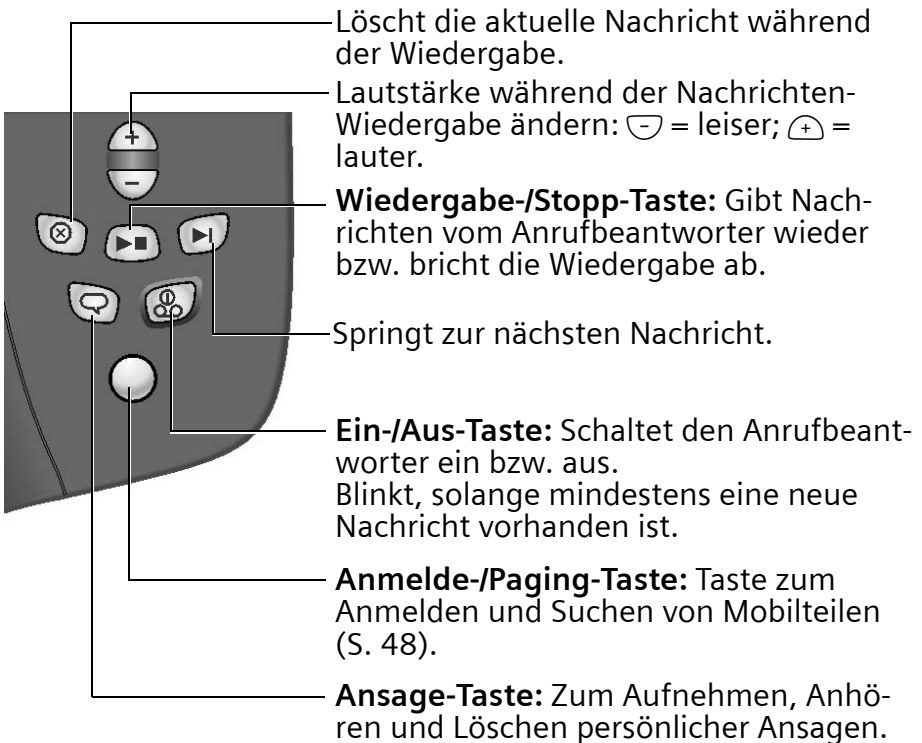 Löscht die aktuelle Nachricht während
der Wiedergabe.
Lautstärke während der Nachrichten-
Wiedergabe ändern: - = leiser; + =
lauter.
Wiedergabe-/Stopp-Taste: Gibt Nach-
richten vom Anrufbeantworter wieder
bzw. bricht die Wiedergabe ab.
Springt zur nächsten Nachricht.
Ein-/Aus-Taste: Schaltet den Anrufbeant-
worter ein bzw. aus.
Blinkt, solange mindestens eine neue
Nachricht vorhanden ist.
Anmelde-/Paging-Taste: Taste zum
Anmelden und Suchen von Mobilteilen
(S. 48).
Ansage-Taste: Zum Aufnehmen, Anhö-
ren und Löschen persönlicher Ansagen.